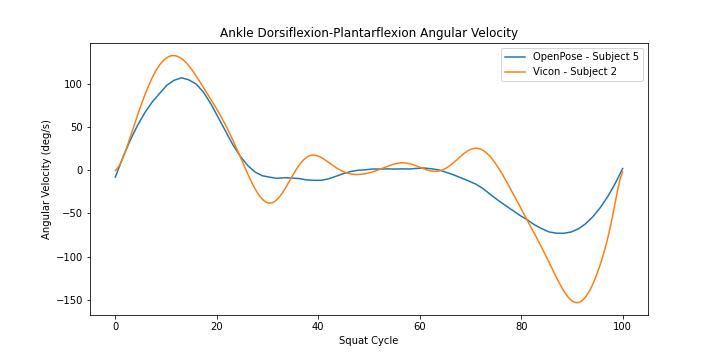 Ankle Dorsiflexion-Plantarflexion Angular Velocity
OpenPose - Subject 5
Vicon - Subject 2
Angular Velocity (deg/s)
100
50
0
−50
−100
−150
0
20
40
60
80
100
Squat Cycle